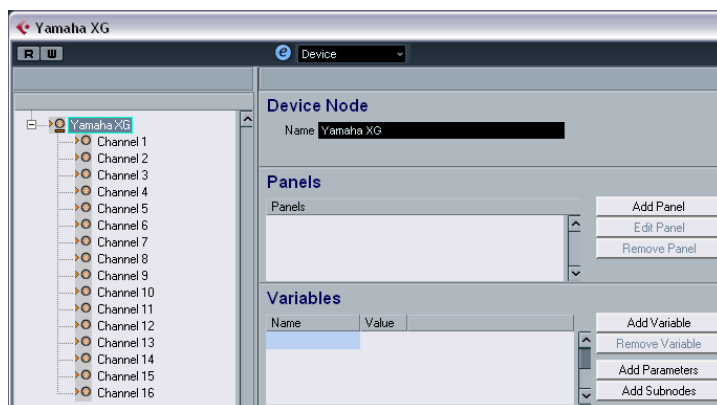 Yamaha XG
R W
e Device
Device Node
Name Yamaha XG
Panels
Panels
Add Panel
Edit Panel
Remove Panel
Variables
Name Value
Add Variable
Remove Variable
Add Parameters
Add Subnodes
Yamaha XG
Channel 1
Channel 2
Channel 3
Channel 4
Channel 5
Channel 6
Channel 7
Channel 8
Channel 9
Channel 10
Channel 11
Channel 12
Channel 13
Channel 14
Channel 15
Channel 16